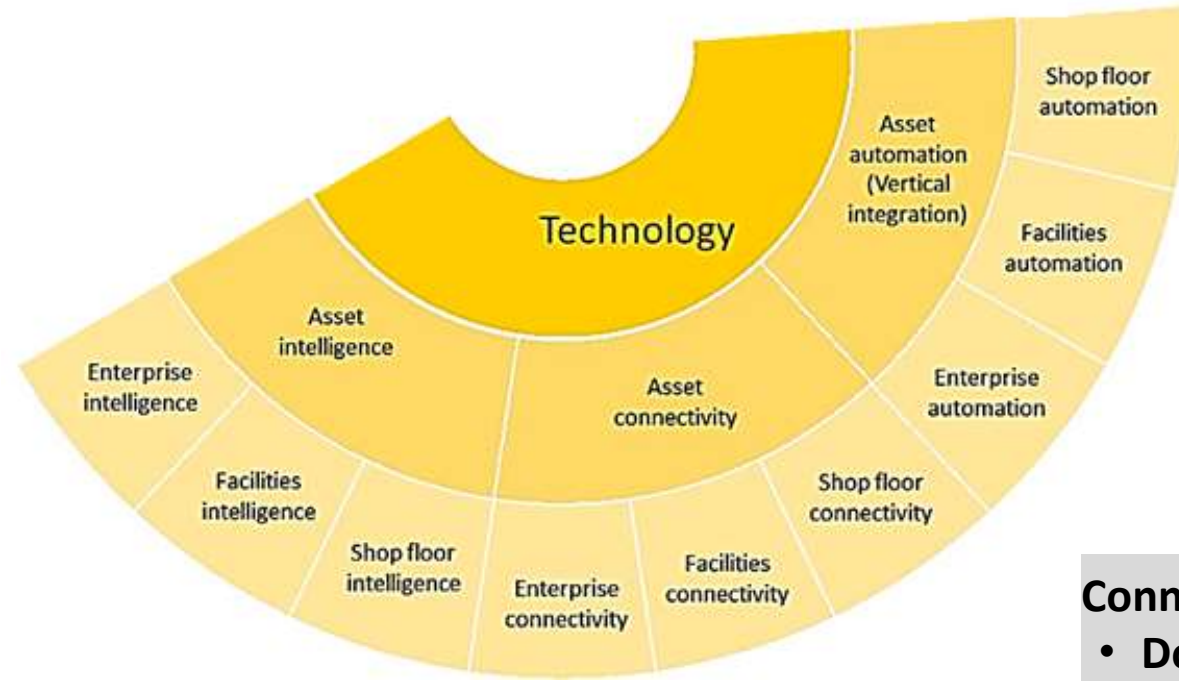 Technology
Asset
automation
(Vertical
integration)
Shop floor
automation
Facilities
automation
Enterprise
automation
Asset
connectivity
Shop floor
connectivity
Facilities
connectivity
Enterprise
connectivity
Asset
intelligence
Shop floor
intelligence
Facilities
intelligence
Enterprise
intelligence